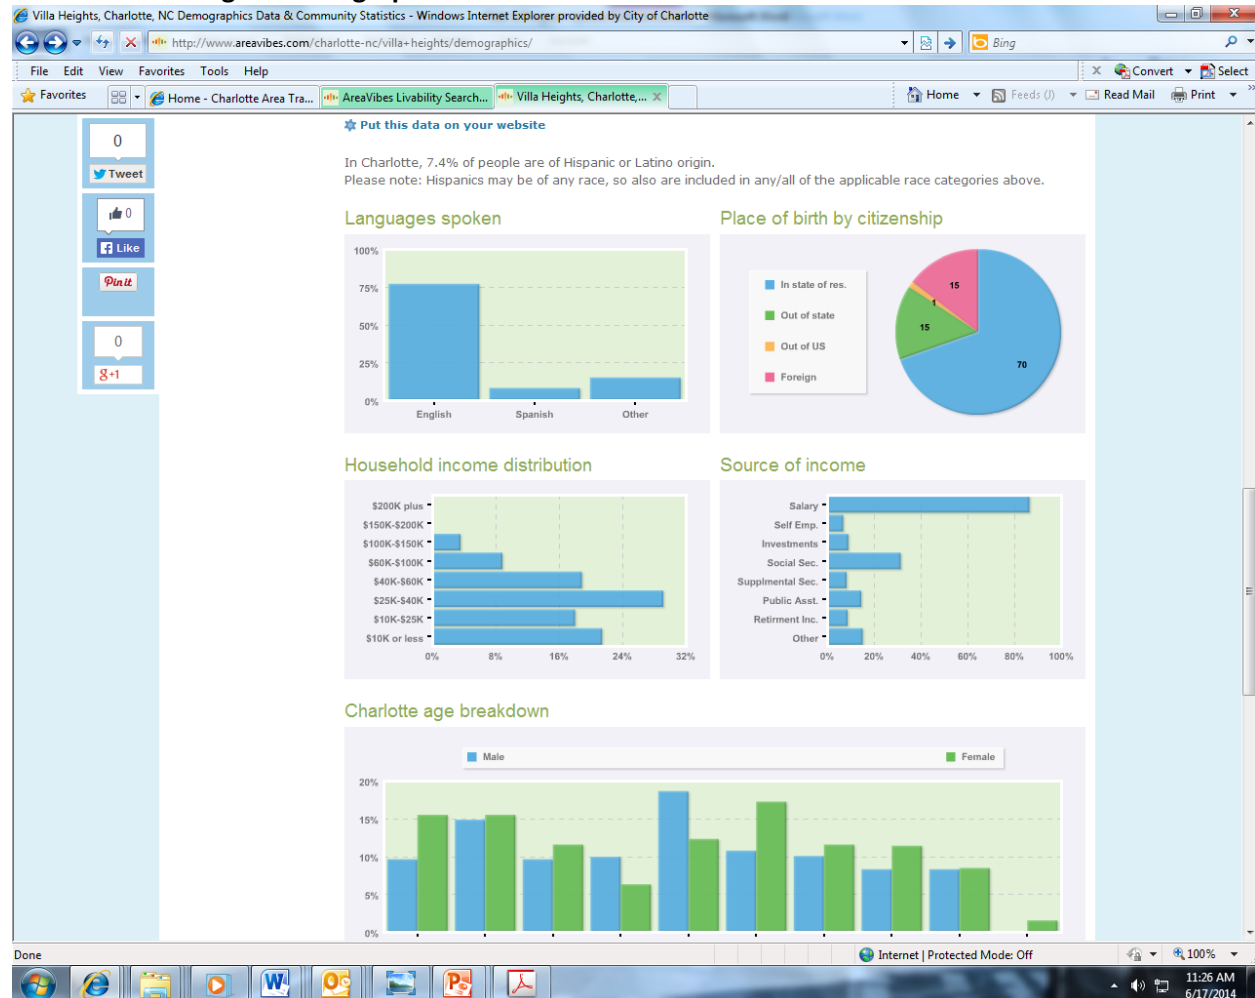 Villa Heights, Charlotte, NC Demographics Data & Community Statistics - Windows Internet Explorer provided by City of Charlotte
http://www.areavibes.com/charlotte-nc/villa+heights/demographics/
Bing
File Edit View Favorites Tools Help
x Convert Select
Favorites
Home - Charlotte Area Tra...
AreaVibes Livability Search...
Villa Heights, Charlotte,... x
Home Feeds (J) Read Mail Print
Put this data on your website
In Charlotte, 7.4% of people are of Hispanic or Latino origin.
Please note: Hispanics may be of any race, so also are included in any/all of the applicable race categories above.
0
Tweet
0
Like
Pin it
0
g+1
Languages spoken
100%
75%
50%
25%
0%
English Spanish Other
Place of birth by citizenship
In state of res.
Out of state
Out of US
Foreign
15
1
15
70
Household income distribution
$200K plus
$150K-$200K
$100K-$150K
$60K-$100K
$40K-$60K
$25K-$40K
$10K-$25K
$10K or less
0% 8% 16% 24% 32%
Source of income
Salary
Self Emp.
Investments
Social Sec.
Supplmental Sec.
Public Asst.
Retirment Inc.
Other
0% 20% 40% 60% 80% 100%
Charlotte age breakdown
Male Female
20%
15%
10%
5%
0%
Done
Internet | Protected Mode: Off
100%
11:26 AM
6/17/2014